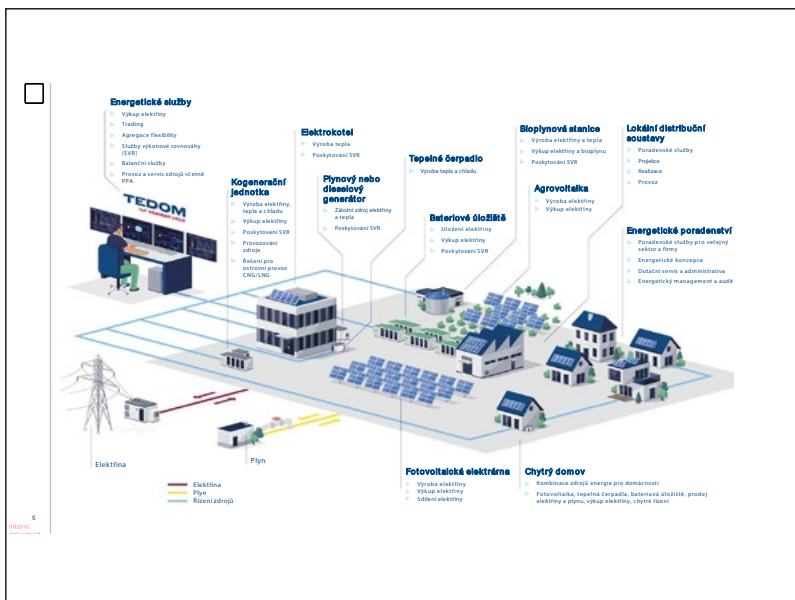 Energetické služby
Výkup elektřiny
Trading
Agregace flexibility
Služby výkonové rovnováhy
(SVR)
Balanční služby
Provoz a servis zdrojů včetně
PPA
TEDOM
Kogenerační
jednotka
Výroba elektřiny,
tepla a chladu
Výkup elektřiny
Poskytování SVR
Provozování
zdroje
Řešení pro
ostrovní provoz
CNG/LNG
Elektrokotel
Výroba tepla
Poskytování SVR
Plynový nebo
dieselový
generátor
Záložní zdroj elektřiny
a tepla
Poskytování SVR
Tepelné čerpadlo
Výroba tepla a chladu
Bateriové úložiště
Uložení elektřiny
Výkup elektřiny
Poskytování SVR
Bioplynová stanice
Výroba elektřiny a tepla
Výkup elektřiny a bioplynu
Poskytování SVR
Agrovoltaika
Výroba elektřiny
Výkup elektřiny
Lokální distribuční
soustavy
Poradenské služby
Projekce
Realizace
Provoz
Energetické poradenství
Poradenské služby pro veřejný
sektor a firmy
Energetické koncepce
Dotační servis a administrativa
Energetický management a audit
Elektřina
Plyn
Elektřina
Plyn
Řízení zdrojů
Fotovoltaická elektrárna
Výroba elektřiny
Výkup elektřiny
Sdílení elektřiny
Chytrý domov
Kombinace zdrojů energie pro domácnosti
Fotovoltaika, tepelná čerpadla, bateriová úložiště, prodej
elektřiny a plynu, výkup elektřiny, chytré řízení
5
Interní